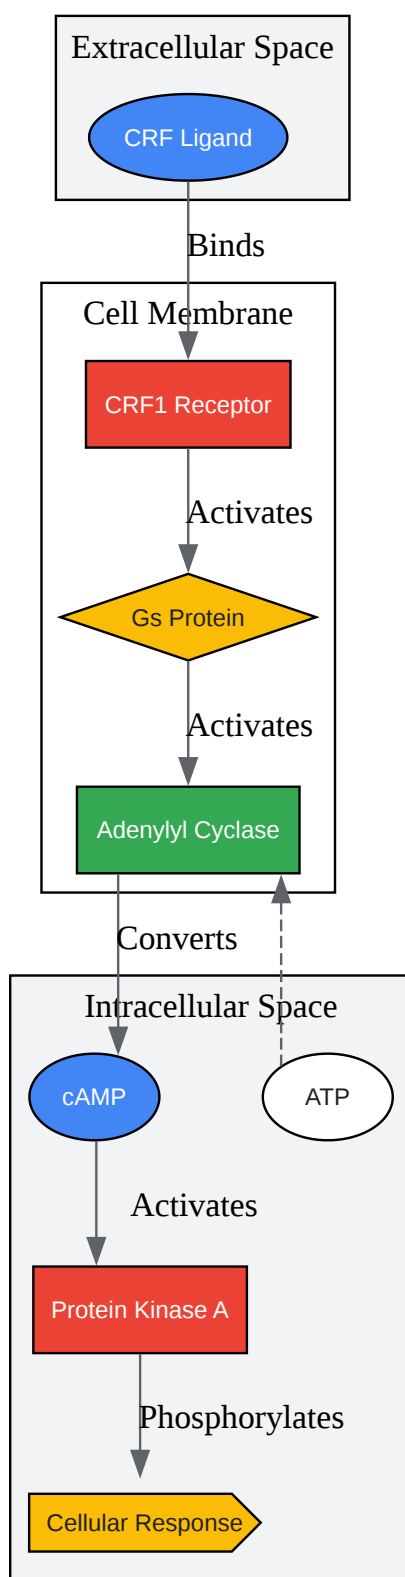 Extracellular Space
CRF Ligand
Binds
Cell Membrane
CRF1 Receptor
Activates
Gs Protein
Activates
Adenylyl Cyclase
Converts
Intracellular Space
cAMP
ATP
Activates
Protein Kinase A
Phosphorylates
Cellular Response